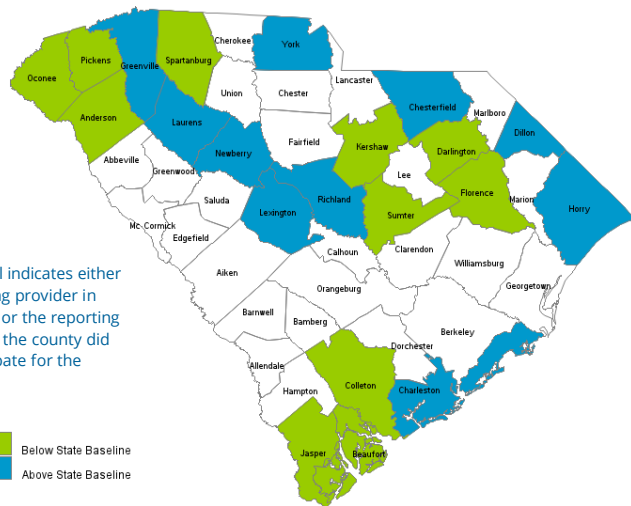 Cherokee
York
Spartanburg
Pickens
Greenville
Oconee
Lancaster
Union
Chester
Chesterfield
Marlboro
Anderson
Laurens
Dillon
Fairfield
Kershaw
Darlington
Newberry
Abbeville
Greenwood
Lee
Florence
Marion
Saluda
Richland
Horry
Lexington
Sumter
Mc Cormick
Edgefield
Calhoun
Clarendon
Williamsburg
Aiken
Georgetown
Orangeburg
Barnwell
Bamberg
Berkeley
Dorchester
Allendale
Colleton
Charleston
Hampton
Jasper
Beaufort
l indicates either
g provider in
or the reporting
the county did
pate for the
Below State Baseline
Above State Baseline